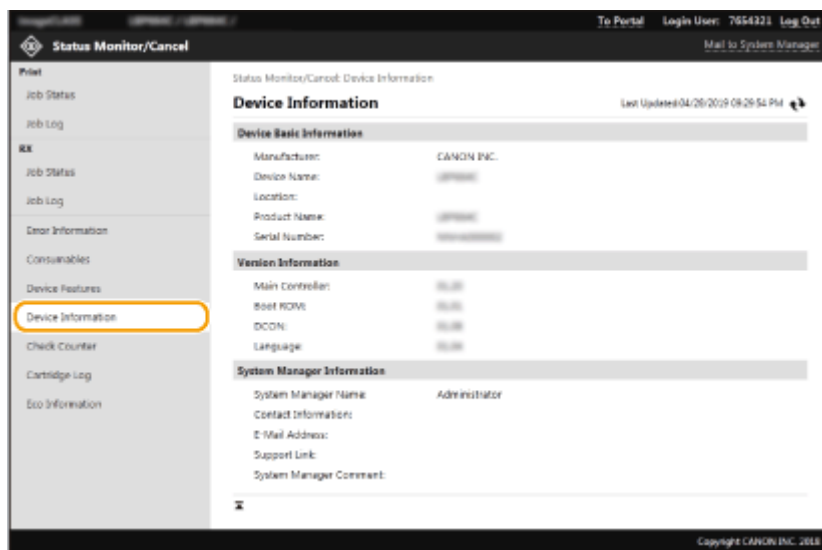 To Portal Login User: 7654321 Log Out
Status Monitor/Cancel
Mail to System Manager
Print
Job Status
Job Log
RX
Job Status
Job Log
Error Information
Consumables
Device Features
Device Information
Check Counter
Cartridge Log
Eco Information
Status Monitor/Cancel: Device Information
Device Information
Last Updated:04/28/2019 09:29:54 PM
Device Basic Information
Manufacturer: CANON INC.
Device Name:
Location:
Product Name:
Serial Number:
Version Information
Main Controller:
Boot ROM:
DCON:
Language:
System Manager Information
System Manager Name: Administrator
Contact Information:
E-Mail Address:
Support Link:
System Manager Comment:
Copyright CANON INC. 2018